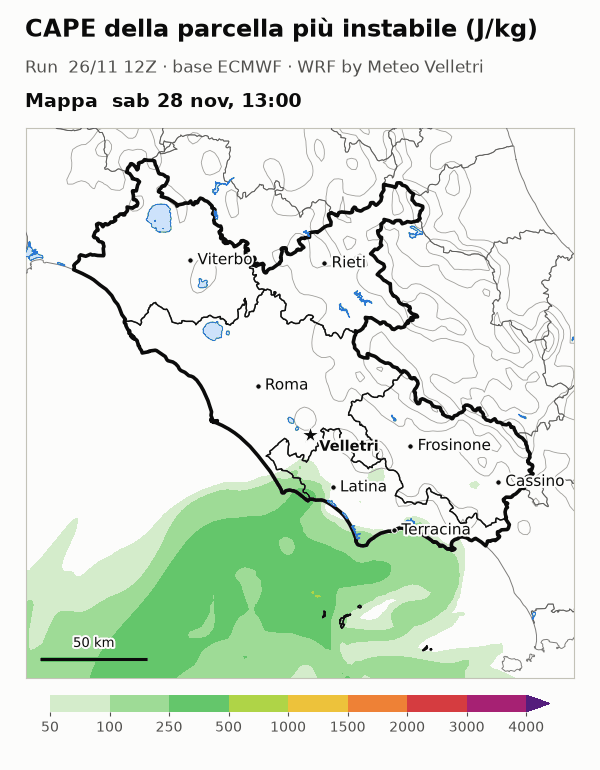 CAPE della parcella più instabile (J/kg)
Run  26/11 12Z · base ECMWF · WRF by Meteo Velletri
Mappa  sab 28 nov, 13:00
Viterbo
Rieti
Roma
Velletri
Frosinone
Cassino
Latina
Terracina
50 km
50 100 250 500 1000 1500 2000 3000 4000